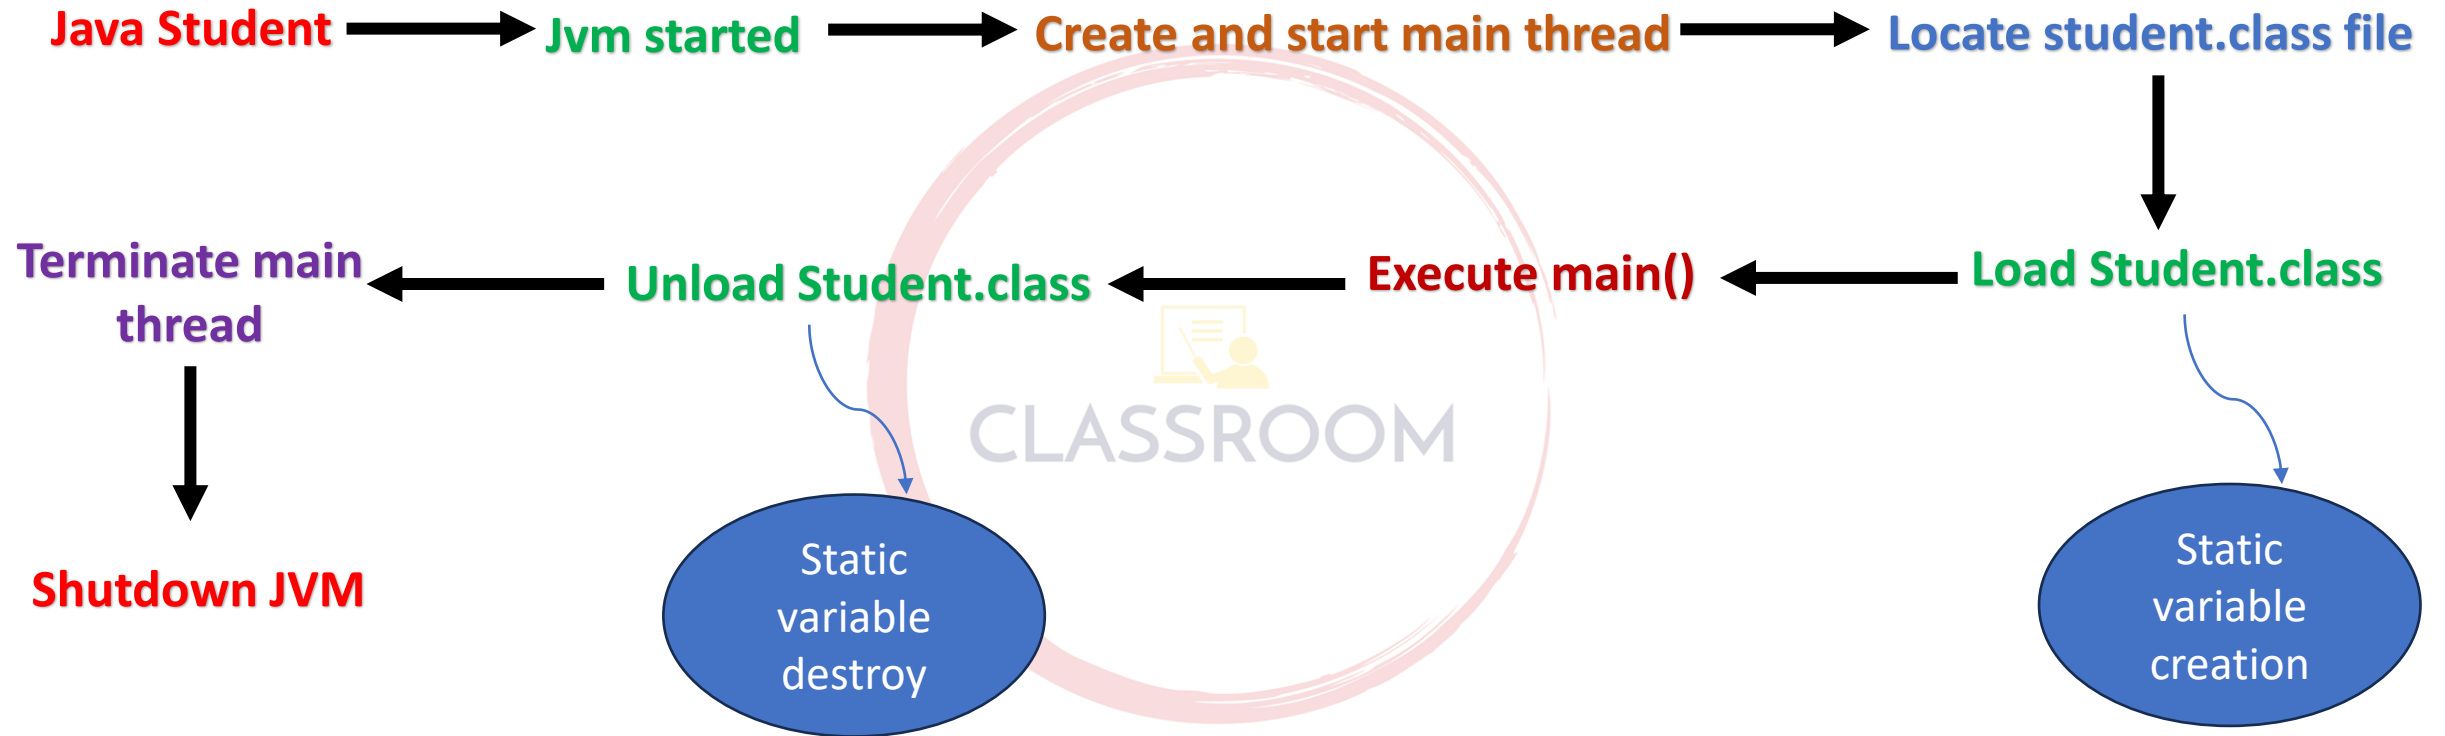 Java Student
Jvm started
Create and start main thread
Locate student.class file
Load Student.class
Execute main()
Unload Student.class
Terminate main
thread
Shutdown JVM
CLASSROOM
Static
variable
destroy
Static
variable
creation